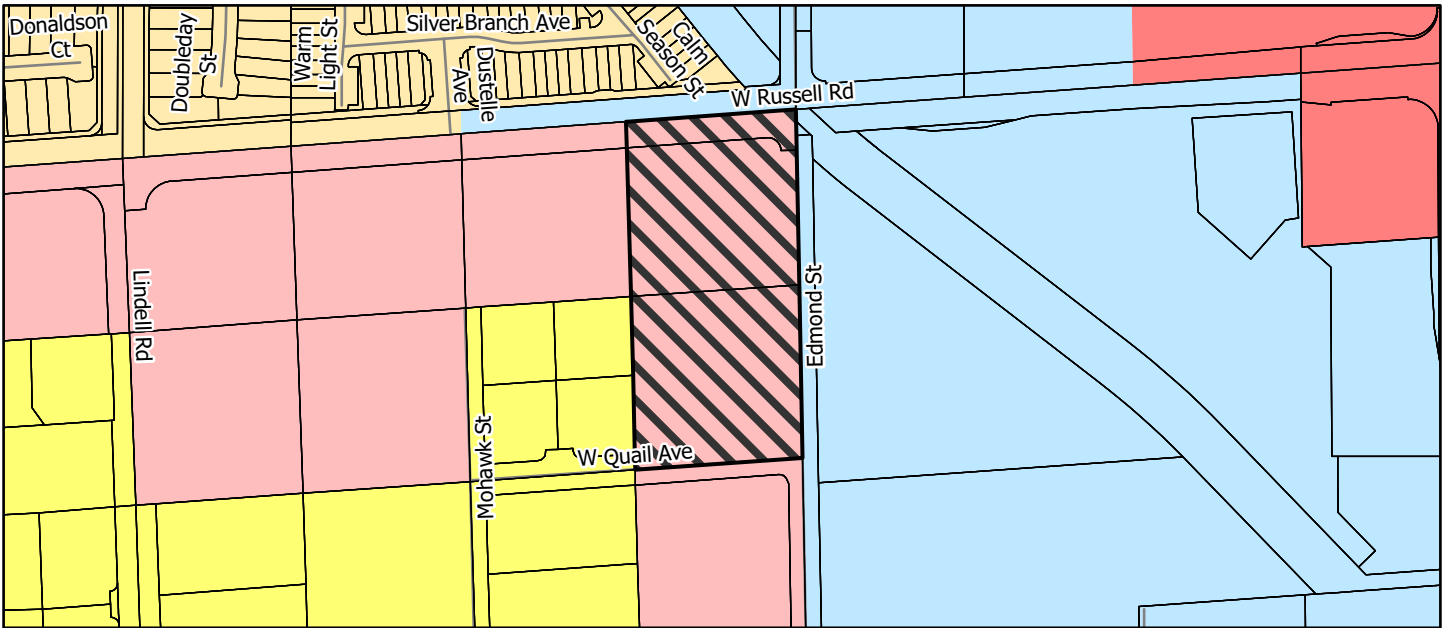 Donaldson
Ct
Doubleday
St
Warm
Light St
Silver Branch Ave
Dustelle
Ave
Calm
Season St
W Russell Rd
Lindell Rd
Edmond St
Mohawk St
W Quail Ave